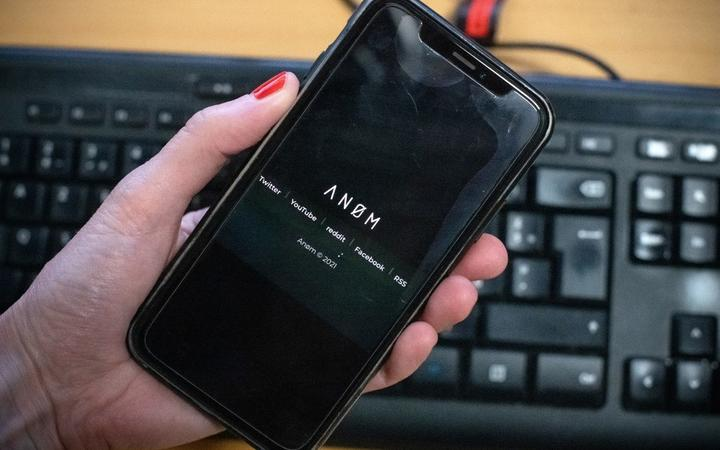 ANØM
Twitter | YouTube | reddit | Facebook | RSS
Anøm © 2021